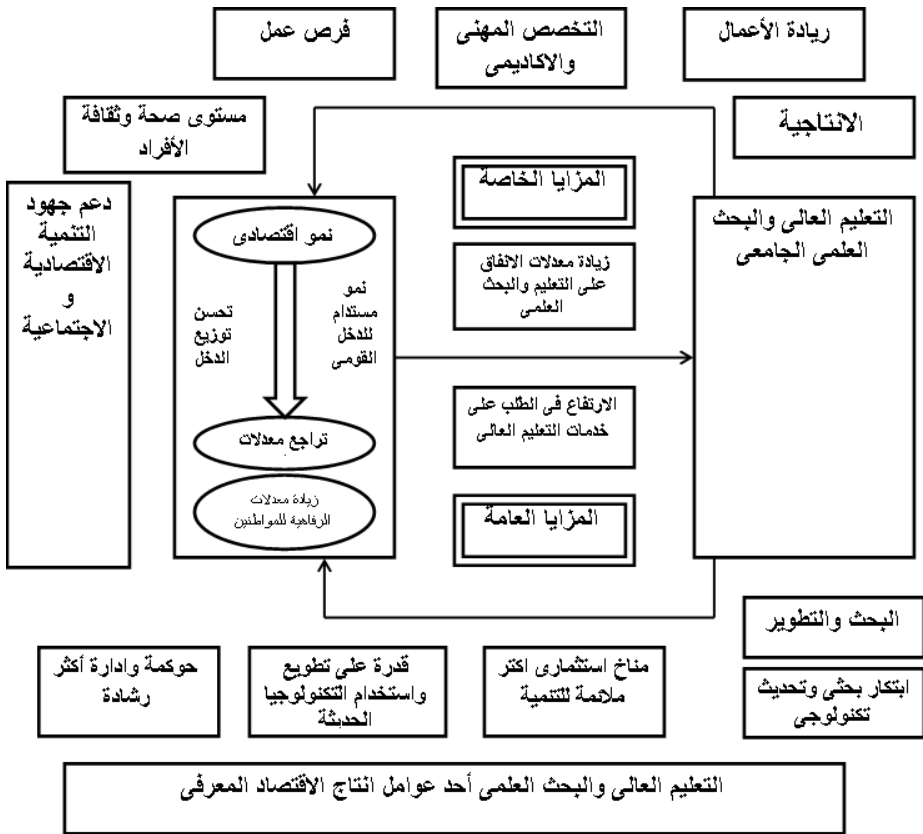 ريادة الأعمال
التخصص المهنى
والاكاديمى
فرص عمل
الانتاجية
مستوى صحة وثقافة
الأفراد
المزايا الخاصة
التعليم العالى والبحث
العلمى الجامعى
زيادة معدلات الانفاق
على التعليم والبحث
العلمى
نمو اقتصادى
نمو
مستدام
للدخل
القومى
تحسن
توزيع
الدخل
دعم جهود
التنمية
الاقتصادية
و
الاجتماعية
الارتفاع فى الطلب على
خدمات التعليم العالى
تراجع معدلات
زيادة معدلات
الرفاهية للمواطنين
المزايا العامة
البحث والتطوير
ابتكار بحثى وتحديث
تكنولوجى
مناخ استثمارى اكثر
ملائمة للتنمية
قدرة على تطويع
واستخدام التكنولوجيا
الحديثة
حوكمة وادارة أكثر
رشادة
التعليم العالى والبحث العلمى أحد عوامل انتاج الاقتصاد المعرفى